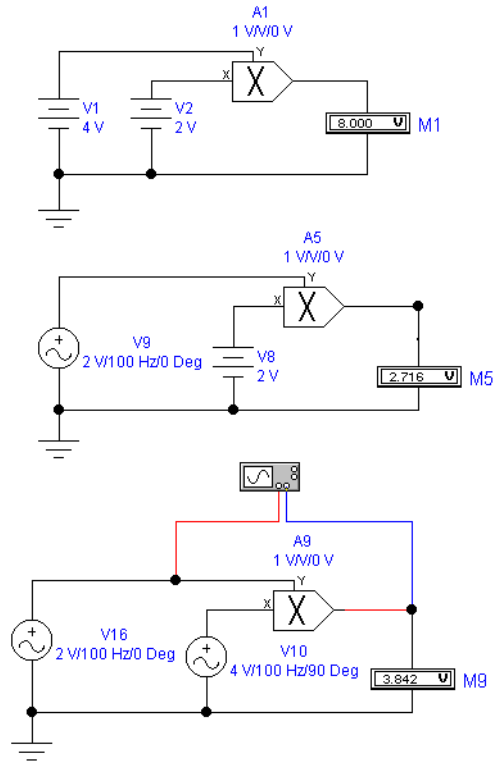 A1
1 V/V/0 V
Y
X
X
V1
4 V
V2
2 V
8.000 V
M1
A5
1 V/V/0 V
Y
X
X
V9
2 V/100 Hz/0 Deg
V8
2 V
2.716 V
M5
A9
1 V/V/0 V
Y
X
X
V16
2 V/100 Hz/0 Deg
V10
4 V/100 Hz/90 Deg
3.842 V
M9